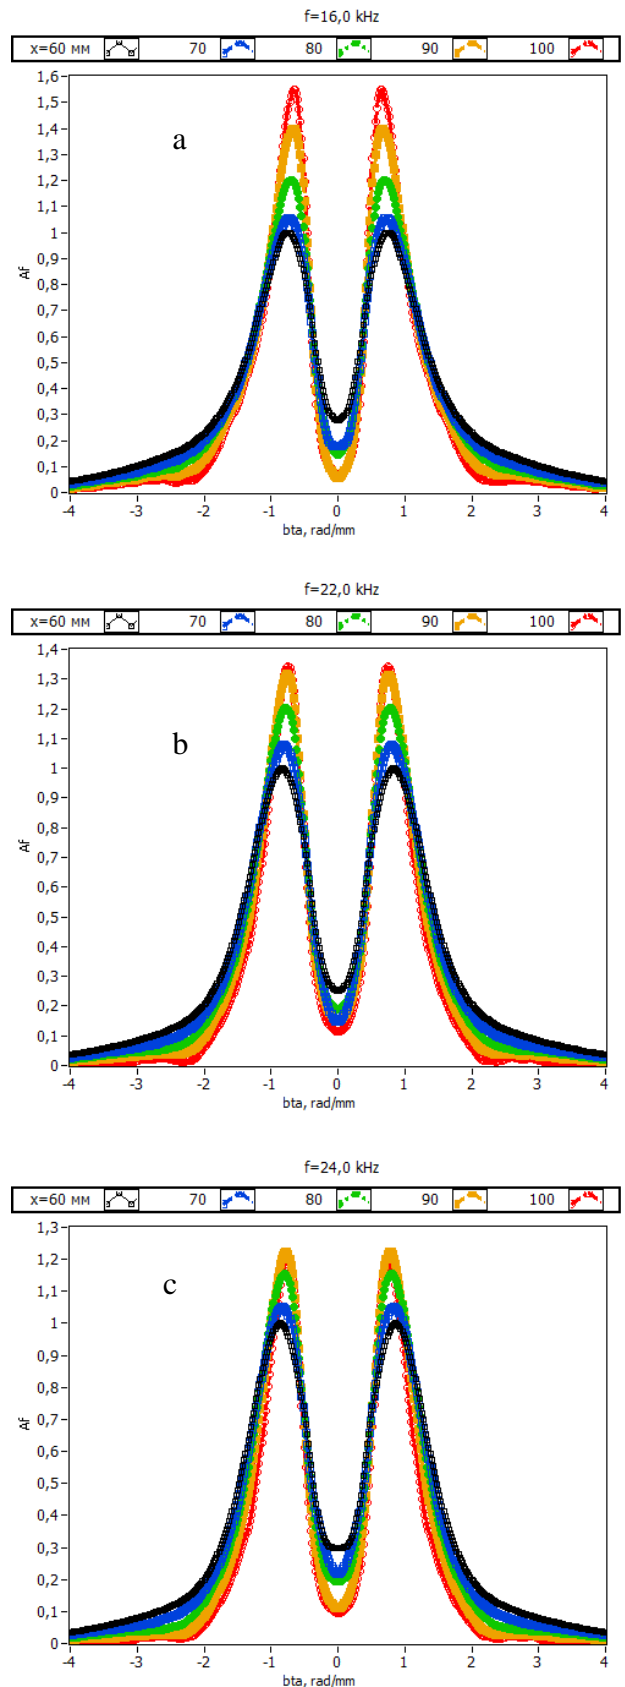 f=16,0 kHz
x=60 мм 70 80 90 100
1,6
1,5
1,4
1,3
1,2
1,1
1
0,9
0,8
0,7
0,6
0,5
0,4
0,3
0,2
0,1
0
Af
a
-4 -3 -2 -1 0 1 2 3 4
bta, rad/mm
f=22,0 kHz
x=60 мм 70 80 90 100
1,4
1,3
1,2
1,1
1
0,9
0,8
0,7
0,6
0,5
0,4
0,3
0,2
0,1
0
Af
b
-4 -3 -2 -1 0 1 2 3 4
bta, rad/mm
f=24,0 kHz
x=60 мм 70 80 90 100
1,3
1,2
1,1
1
0,9
0,8
0,7
0,6
0,5
0,4
0,3
0,2
0,1
0
Af
c
-4 -3 -2 -1 0 1 2 3 4
bta, rad/mm